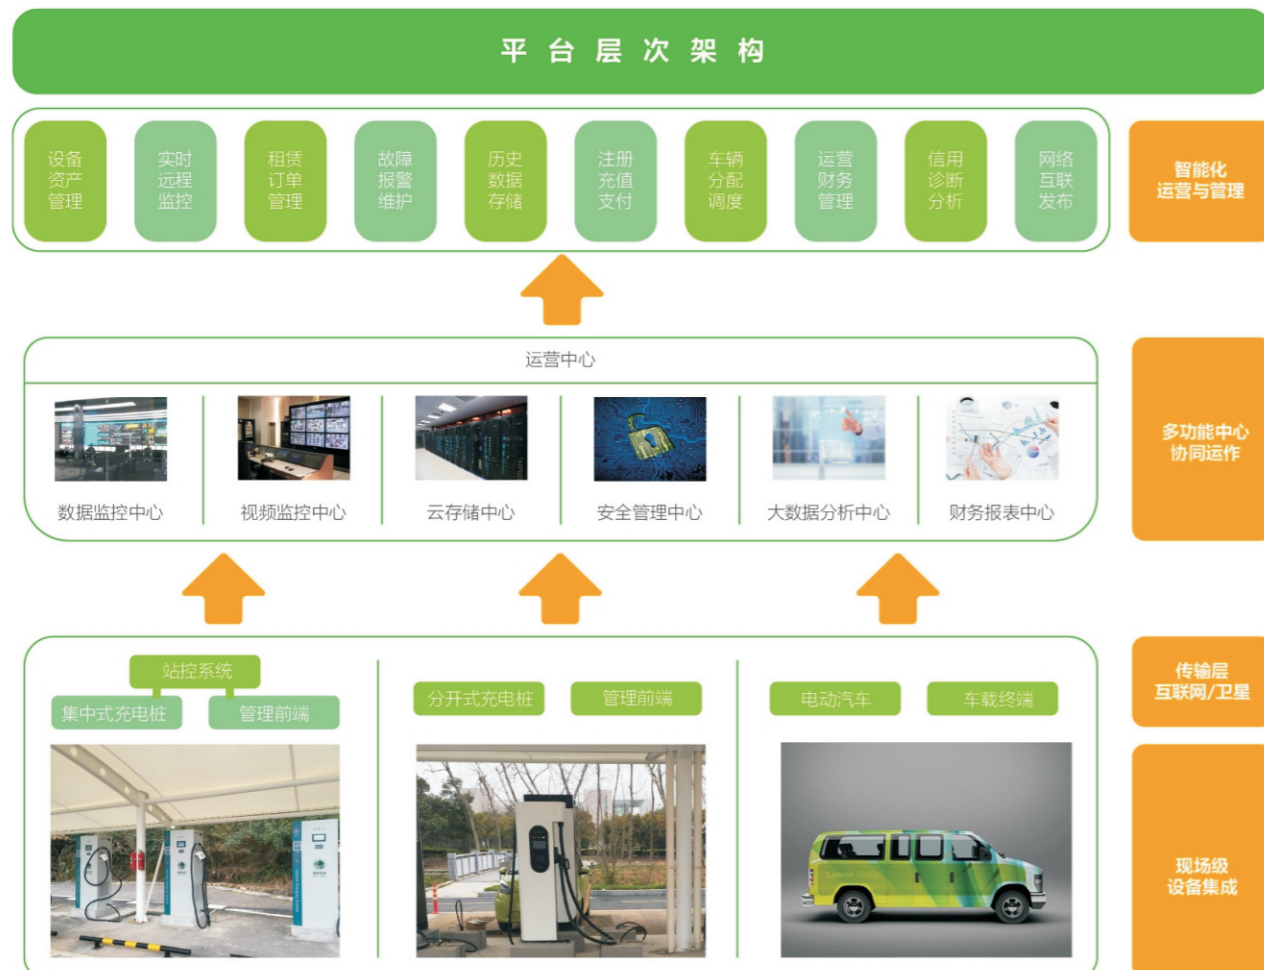 平台层次架构
设备
资产
管理
实时
远程
监控
租赁
订单
管理
故障
报警
维护
历史
数据
存储
注册
充值
支付
车辆
分配
调度
运营
财务
管理
信用
诊断
分析
网络
互联
发布
智能化
运营与管理
运营中心
数据监控中心
视频监控中心
云存储中心
安全管理中心
大数据分析中心
财务报表中心
多功能中心
协同运作
站控系统
集中式充电桩
管理前端
分开式充电桩
管理前端
电动汽车
车载终端
传输层
互联网/卫星
Lemon
现场级
设备集成